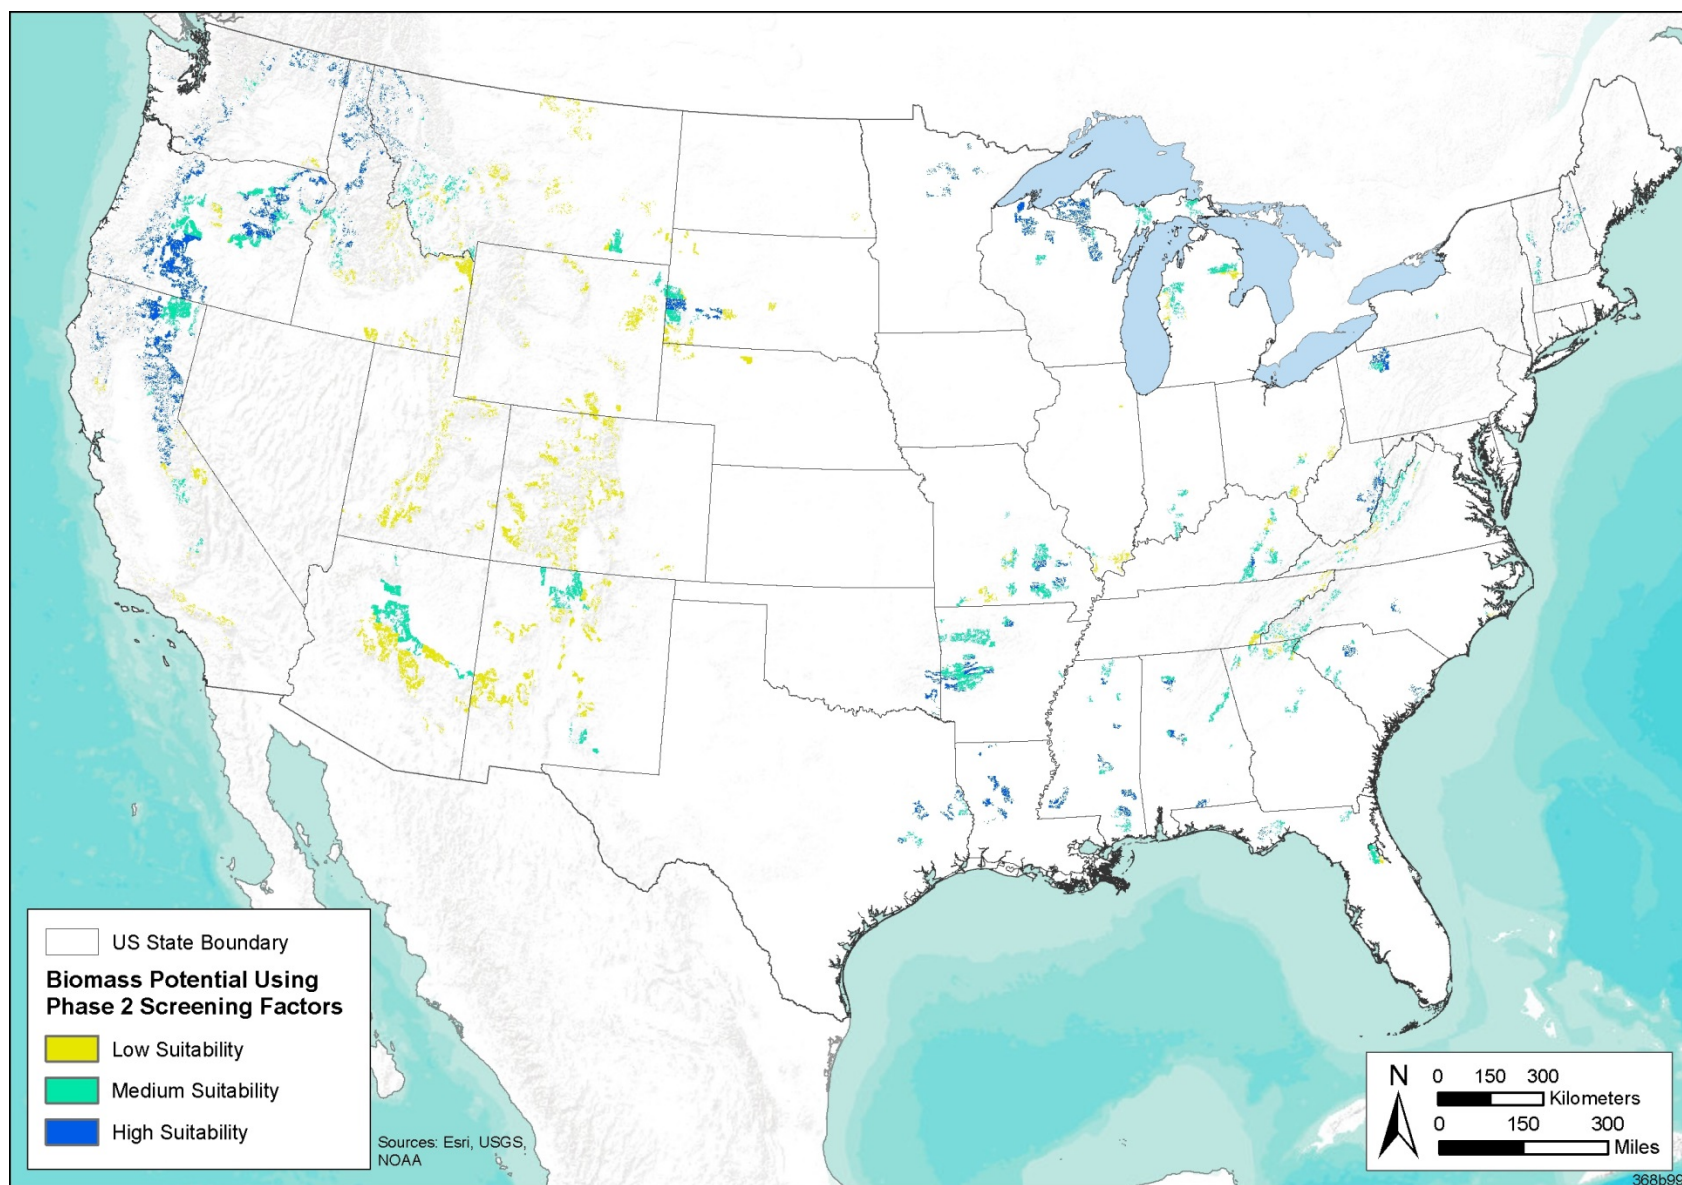 US State Boundary
Biomass Potential Using
Phase 2 Screening Factors
Low Suitability
Medium Suitability
High Suitability
Sources: Esri, USGS,
NOAA
N
0 150 300
Kilometers
0 150 300
Miles
368b99